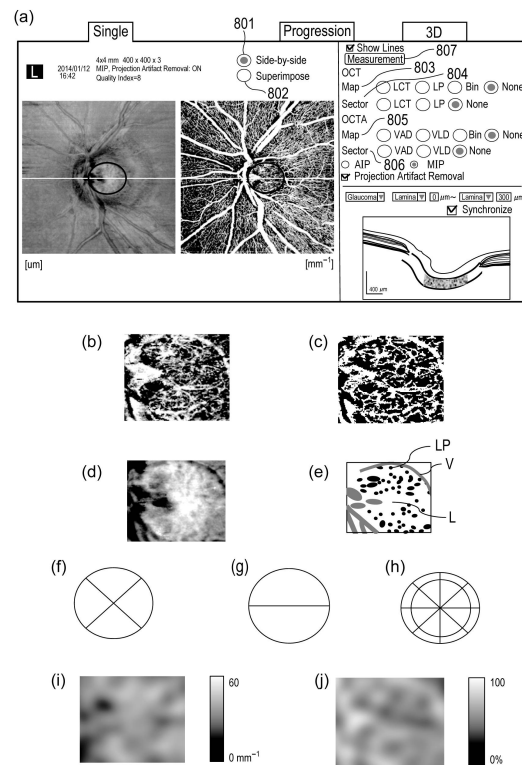 (a)
Single
Progression
3D
801
L
2014/01/12
16:42
4x4 mm 400 x 400 x 3
MIP, Projection Artifact Removal: ON
Quality Index=8
Side-by-side
Superimpose
802
[um]
[mm⁻¹]
Show Lines
Measurement 807
OCT 803 804
Map LCT LP Bin None
Sector LCT LP None
OCTA 805
Map VAD VLD Bin None
Sector VAD VLD None
806
AIP MIP
Projection Artifact Removal
Glaucoma▼ Lamina▼ 0 μm~ Lamina▼ 300 μm
Synchronize
400 μm
(b)
(c)
(d)
(e)
LP
V
L
(f)
(g)
(h)
(i)
60
0 mm⁻¹
(j)
100
0%